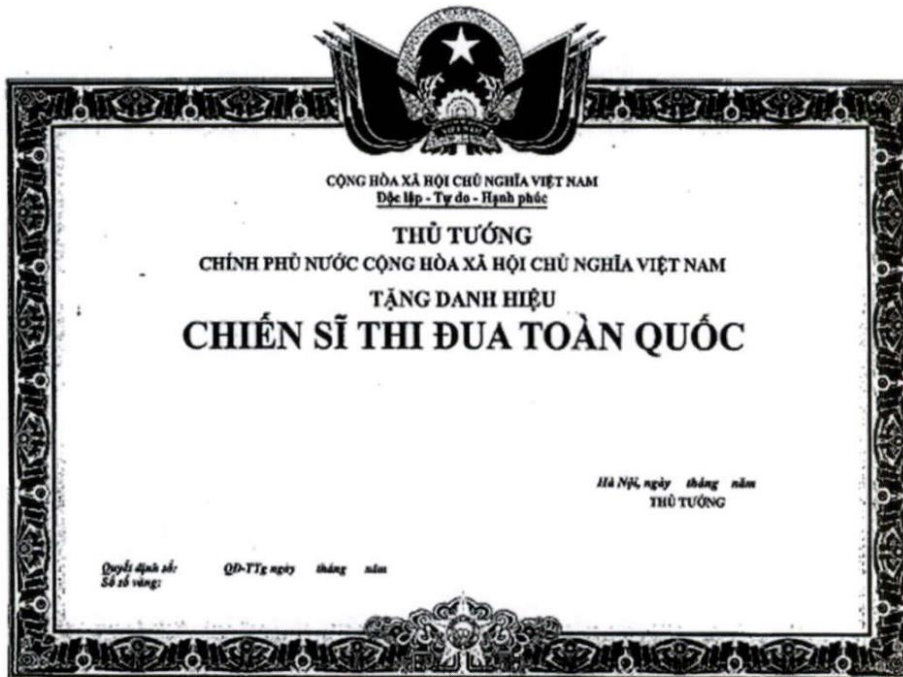 VIỆT NAM
CỘNG HÒA XÃ HỘI CHỦ NGHĨA VIỆT NAM
Độc lập - Tự do - Hạnh phúc
THỦ TƯỚNG
CHÍNH PHỦ NƯỚC CỘNG HÒA XÃ HỘI CHỦ NGHĨA VIỆT NAM
TẶNG DANH HIỆU
CHIẾN SĨ THI ĐUA TOÀN QUỐC
Hà Nội, ngày tháng năm
THỦ TƯỚNG
Quyết định số: QĐ-TTg ngày tháng năm
Số sổ vàng: